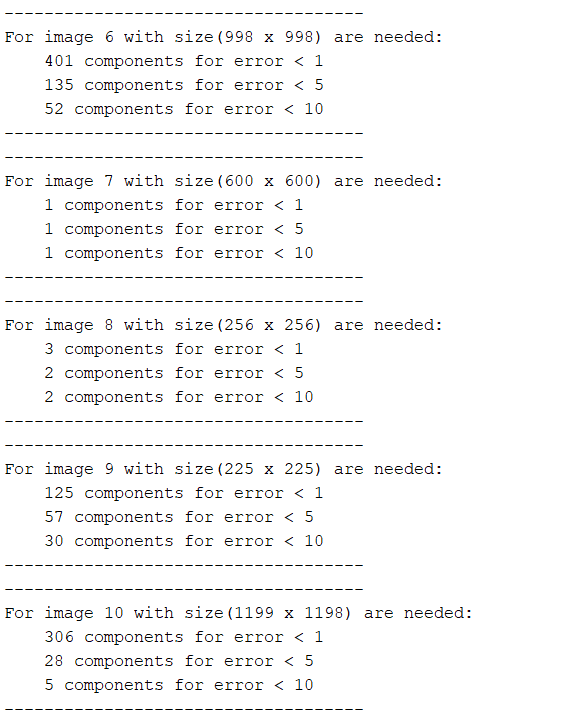 ------------------------------------
For image 6 with size(998 x 998) are needed:
    401 components for error < 1
    135 components for error < 5
    52 components for error < 10
------------------------------------
------------------------------------
For image 7 with size(600 x 600) are needed:
    1 components for error < 1
    1 components for error < 5
    1 components for error < 10
------------------------------------
------------------------------------
For image 8 with size(256 x 256) are needed:
    3 components for error < 1
    2 components for error < 5
    2 components for error < 10
------------------------------------
------------------------------------
For image 9 with size(225 x 225) are needed:
    125 components for error < 1
    57 components for error < 5
    30 components for error < 10
------------------------------------
------------------------------------
For image 10 with size(1199 x 1198) are needed:
    306 components for error < 1
    28 components for error < 5
    5 components for error < 10
------------------------------------